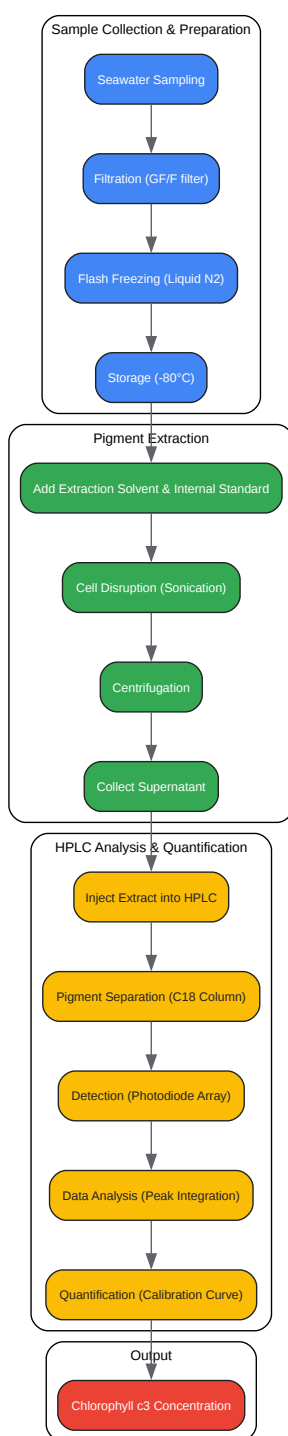 Sample Collection & Preparation
Seawater Sampling
Filtration (GF/F filter)
Flash Freezing (Liquid N2)
Storage (-80°C)
Pigment Extraction
Add Extraction Solvent & Internal Standard
Cell Disruption (Sonication)
Centrifugation
Collect Supernatant
HPLC Analysis & Quantification
Inject Extract into HPLC
Pigment Separation (C18 Column)
Detection (Photodiode Array)
Data Analysis (Peak Integration)
Quantification (Calibration Curve)
Output
Chlorophyll c3 Concentration